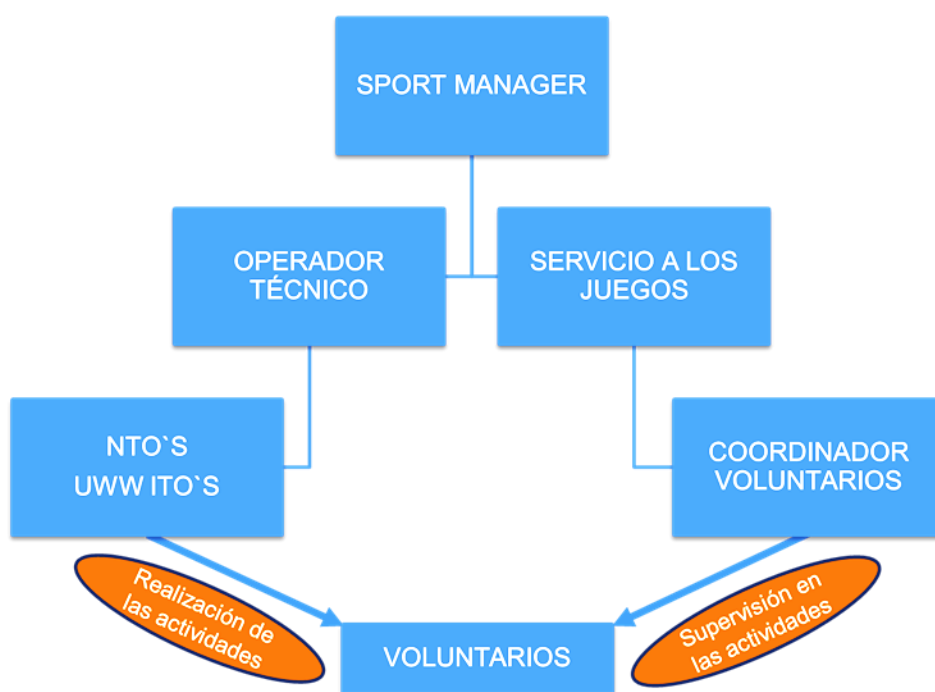 SPORT MANAGER
OPERADOR
TÉCNICO
SERVICIO A LOS
JUEGOS
NTO`S
UWW ITO`S
COORDINADOR
VOLUNTARIOS
Realización de
las actividades
Supervisión en
las actividades
VOLUNTARIOS